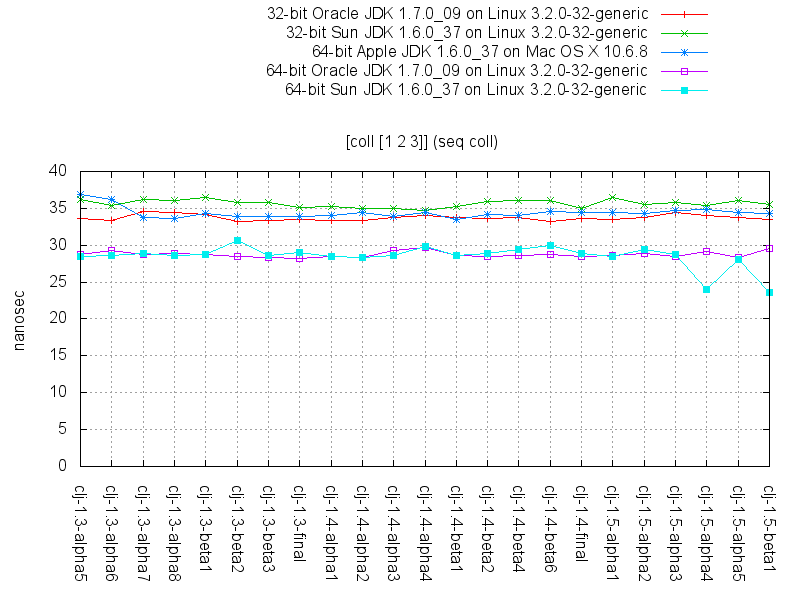 32-bit Oracle JDK 1.7.0_09 on Linux 3.2.0-32-generic
32-bit Sun JDK 1.6.0_37 on Linux 3.2.0-32-generic
64-bit Apple JDK 1.6.0_37 on Mac OS X 10.6.8
64-bit Oracle JDK 1.7.0_09 on Linux 3.2.0-32-generic
64-bit Sun JDK 1.6.0_37 on Linux 3.2.0-32-generic
[coll [1 2 3]] (seq coll)
40
35
30
25
20
15
10
5
0
nanosec
clj-1.3-alpha5
clj-1.3-alpha6
clj-1.3-alpha7
clj-1.3-alpha8
clj-1.3-beta1
clj-1.3-beta2
clj-1.3-beta3
clj-1.3-final
clj-1.4-alpha1
clj-1.4-alpha2
clj-1.4-alpha3
clj-1.4-alpha4
clj-1.4-beta1
clj-1.4-beta2
clj-1.4-beta4
clj-1.4-beta6
clj-1.4-final
clj-1.5-alpha1
clj-1.5-alpha2
clj-1.5-alpha3
clj-1.5-alpha4
clj-1.5-alpha5
clj-1.5-beta1